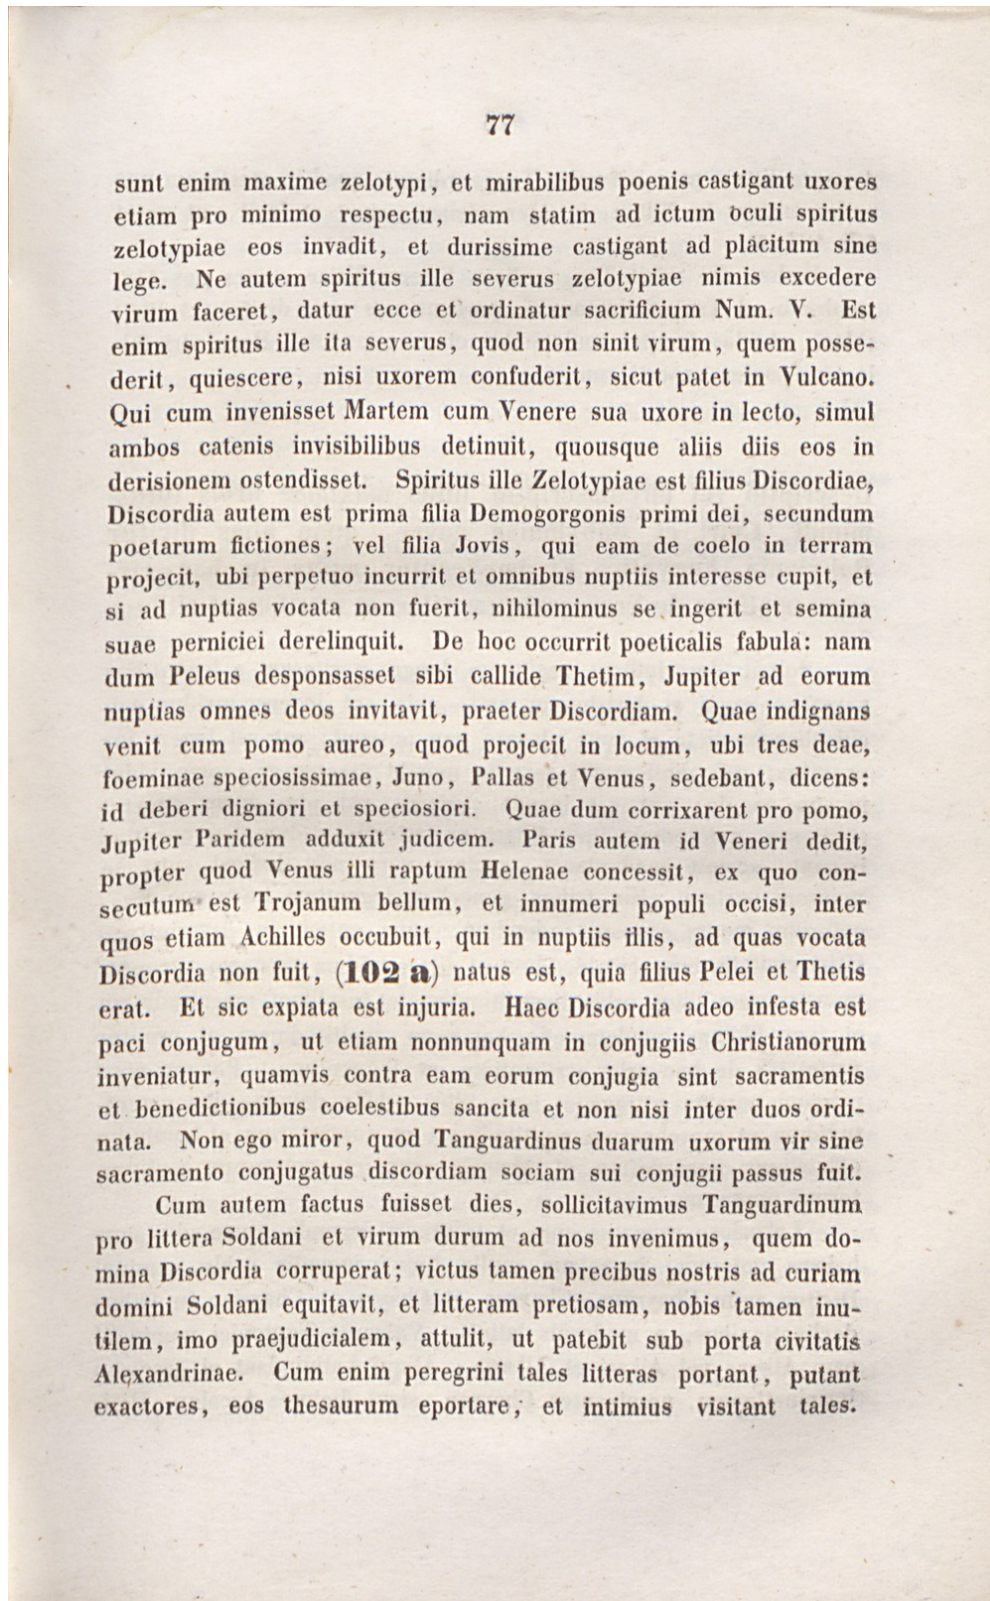 77
sunt enim maxime zelotypi, et mirabilibus poenis castigant uxores
etiam pro minimo respectu, nam statim ad ictum oculi spiritus
zelotypiae eos invadit, et durissime castigant ad placitum sine
lege. Ne autem spiritus ille severus zelotypiae nimis excedere
virum faceret, datur ecce et ordinatur sacrificium Num. V. Est
enim spiritus ille ita severus, quod non sinit virum, quem posse-
derit, quiescere, nisi uxorem confuderit, sicut patet in Vulcano.
Qui cum invenisset Martem cum Venere sua uxore in lecto, simul
ambos catenis invisibilibus detinuit, quousque aliis diis eos in
derisionem ostendisset. Spiritus ille Zelotypiae est filius Discordiae,
Discordia autem est prima filia Demogorgonis primi dei, secundum
poetarum fictiones; vel filia Jovis, qui eam de coelo in terram
projecit, ubi perpetuo incurrit et omnibus nuptiis interesse cupit, et
si ad nuptias vocata non fuerit, nihilominus se ingerit et semina
suae perniciei derelinquit. De hoc occurrit poeticalis fabula: nam
dum Peleus desponsasset sibi callide Thetim, Jupiter ad eorum
nuptias omnes deos invitavit, praeter Discordiam. Quae indignans
venit cum pomo aureo, quod projecit in locum, ubi tres deae,
foeminae speciosissimae, Juno, Pallas et Venus, sedebant, dicens:
id deberi digniori et speciosiori. Quae dum corrixarent pro pomo,
Jupiter Paridem adduxit judicem. Paris autem id Veneri dedit,
propter quod Venus illi raptum Helenae concessit, ex quo con-
secutum est Trojanum bellum, et innumeri populi occisi, inter
quos etiam Achilles occubuit, qui in nuptiis illis, ad quas vocata
Discordia non fuit, (102 a) natus est, quia filius Pelei et Thetis
erat. Et sic expiata est injuria. Haec Discordia adeo infesta est
paci conjugum, ut etiam nonnunquam in conjugiis Christianorum
inveniatur, quamvis contra eam eorum conjugia sint sacramentis
et benedictionibus coelestibus sancita et non nisi inter duos ordi-
nata. Non ego miror, quod Tanguardinus duarum uxorum vir sine
sacramento conjugatus discordiam sociam sui conjugii passus fuit.
Cum autem factus fuisset dies, sollicitavimus Tanguardinum
pro littera Soldani et virum durum ad nos invenimus, quem do-
mina Discordia corruperat; victus tamen precibus nostris ad curiam
domini Soldani equitavit, et litteram pretiosam, nobis tamen inu-
tilem, imo praejudicialem, attulit, ut patebit sub porta civitatis
Alexandrinae. Cum enim peregrini tales litteras portant, putant
exactores, eos thesaurum eportare, et intimius visitant tales.